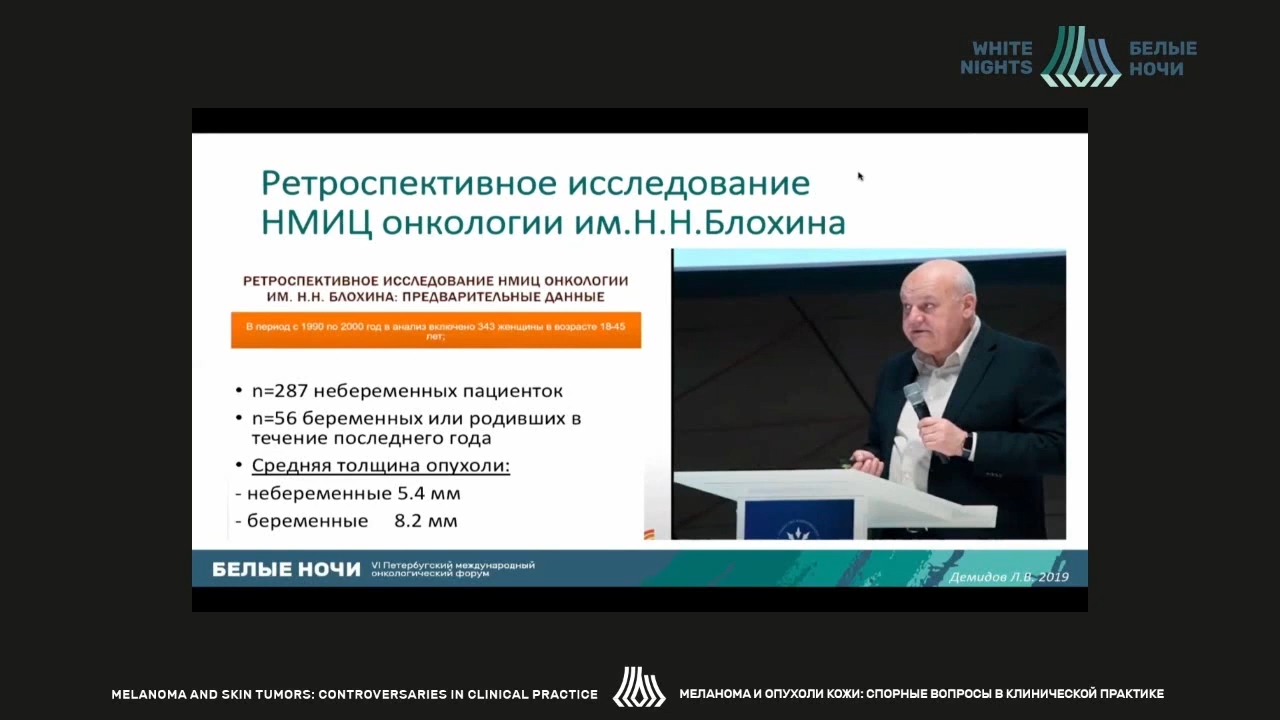 WHITE
NIGHTS
БЕЛЫЕ
НОЧИ
Ретроспективное исследование
НМИЦ онкологии им.Н.Н.Блохина
РЕТРОСПЕКТИВНОЕ ИССЛЕДОВАНИЕ НМИЦ ОНКОЛОГИИ
ИМ. Н.Н. БЛОХИНА: ПРЕДВАРИТЕЛЬНЫЕ ДАННЫЕ
В период с 1990 по 2000 год в анализ включено 343 женщины в возрасте 18-45
лет;
• n=287 небеременных пациенток
• n=56 беременных или родивших в
течение последнего года
• Средняя толщина опухоли:
- небеременные 5.4 мм
- беременные 8.2 мм
БЕЛЫЕ НОЧИ
VI Петербугский международный
онкологический форум
Демидов Л.В. 2019
MELANOMA AND SKIN TUMORS: CONTROVERSARIES IN CLINICAL PRACTICE
МЕЛАНОМА И ОПУХОЛИ КОЖИ: СПОРНЫЕ ВОПРОСЫ В КЛИНИЧЕСКОЙ ПРАКТИКЕ